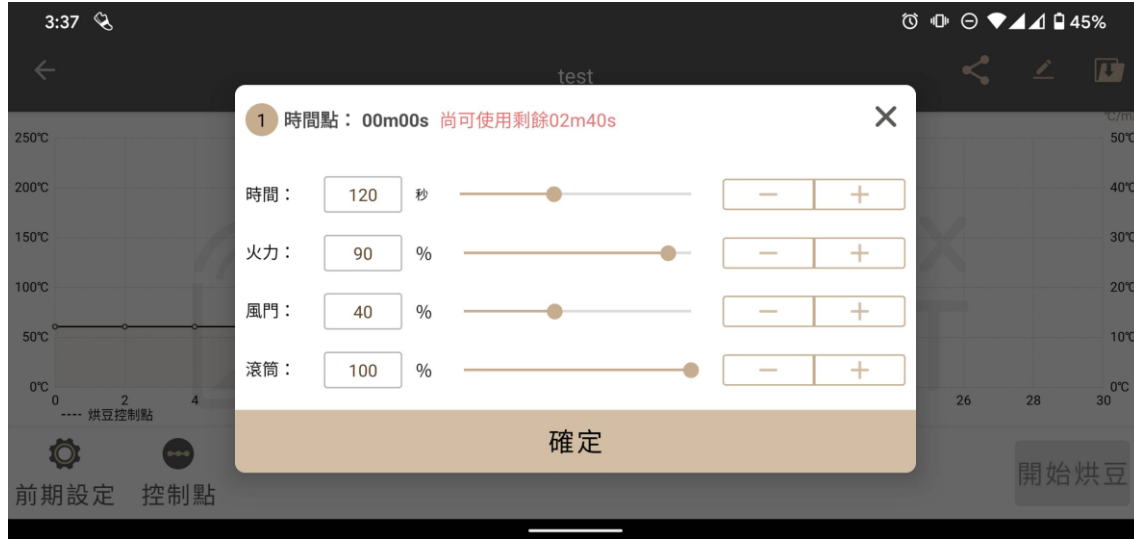 3:37
45%
test
1 時間點： 00m00s 尚可使用剩餘02m40s
時間： 120 秒
火力： 90 %
風門： 40 %
滾筒： 100 %
確定
250℃
200℃
150℃
100℃
50℃
0℃
0 2 4 26 28 30
---- 烘豆控制點
℃/m
50℃
40℃
30℃
20℃
10℃
0℃
前期設定 控制點
開始烘豆